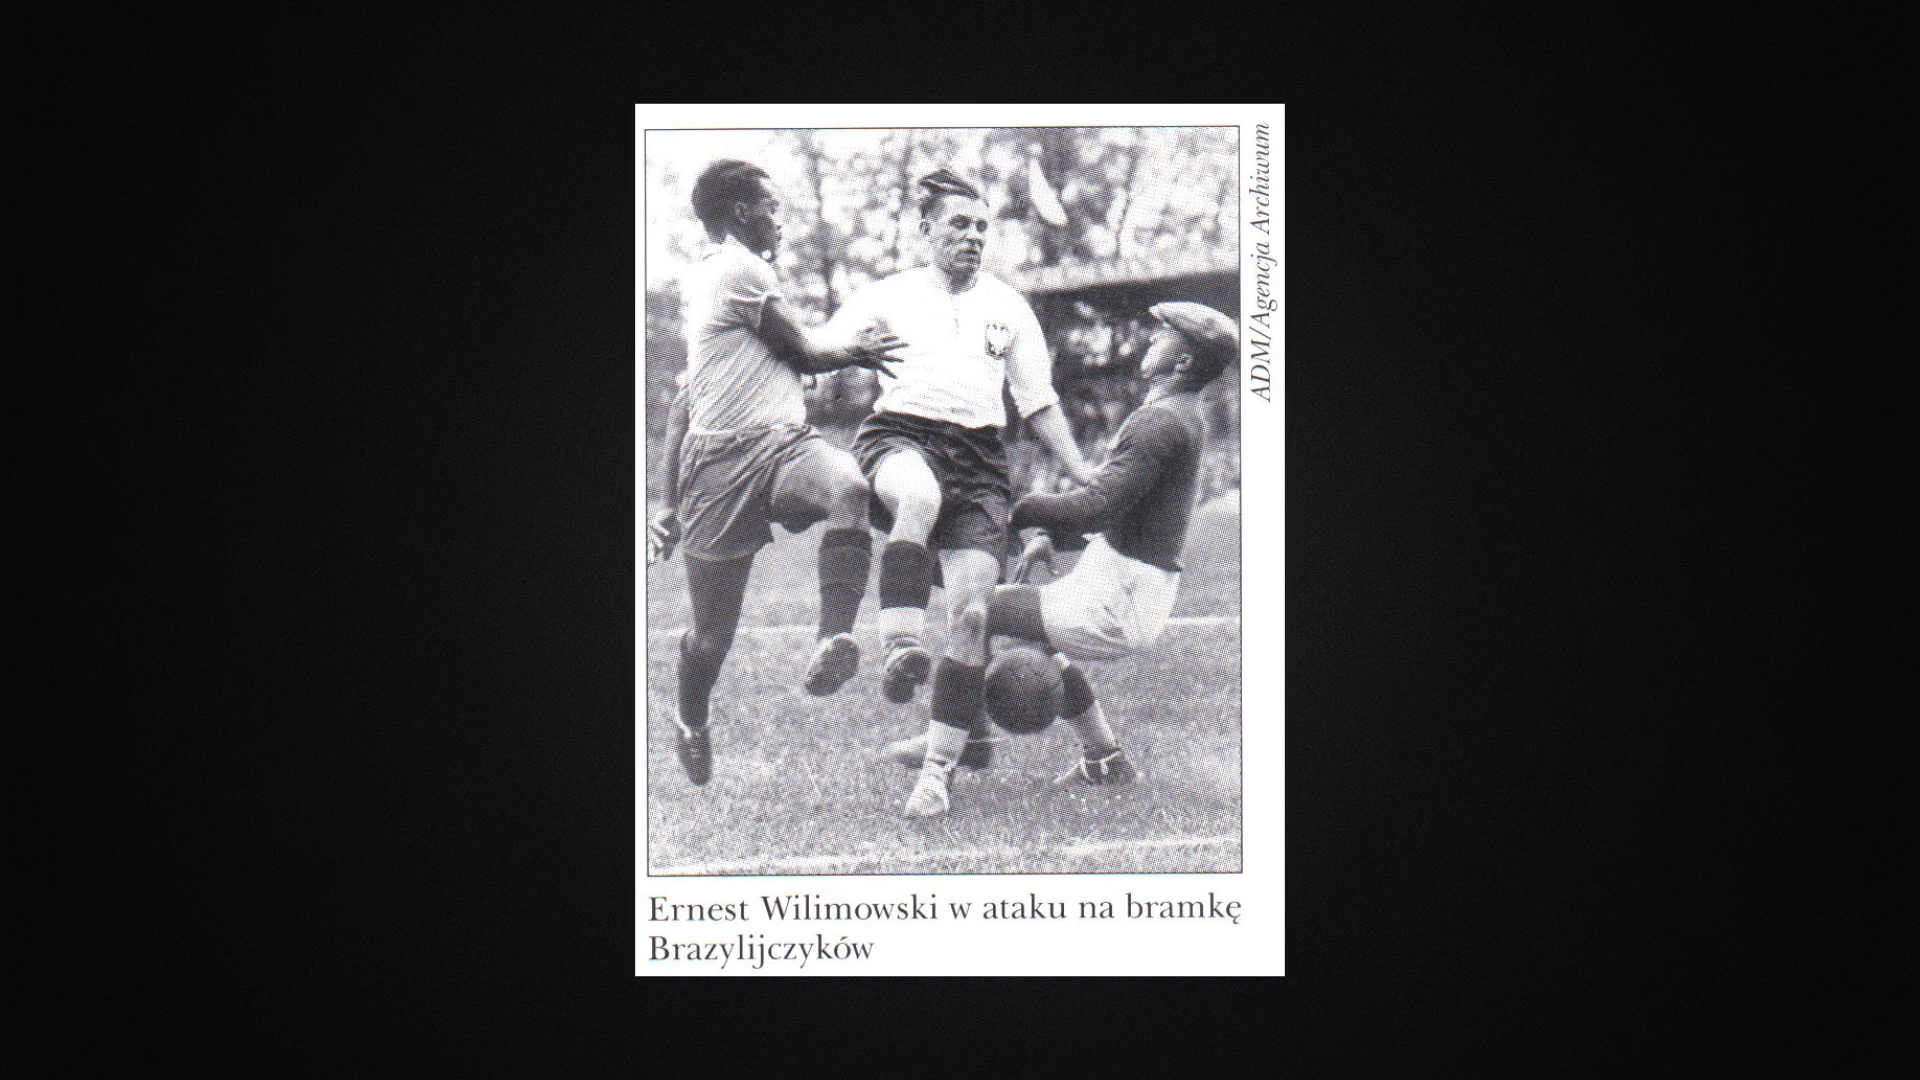 ADM/Agencja Archiwum
Ernest Wilimowski w ataku na bramkę
Brazylijczyków